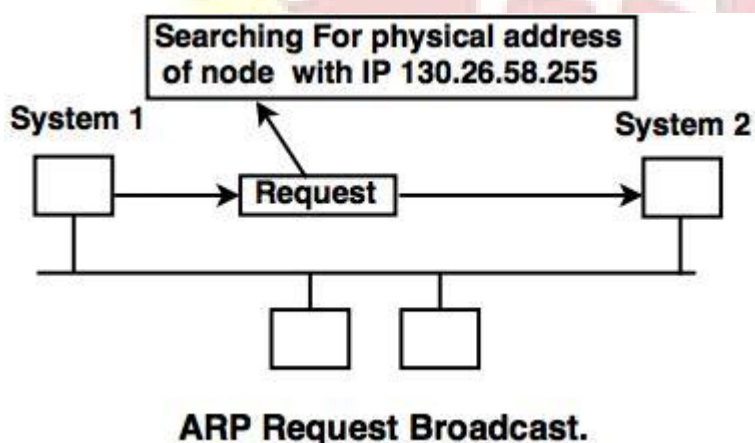 Searching For physical address
of node with IP 130.26.58.255
System 1
System 2
Request
ARP Request Broadcast.